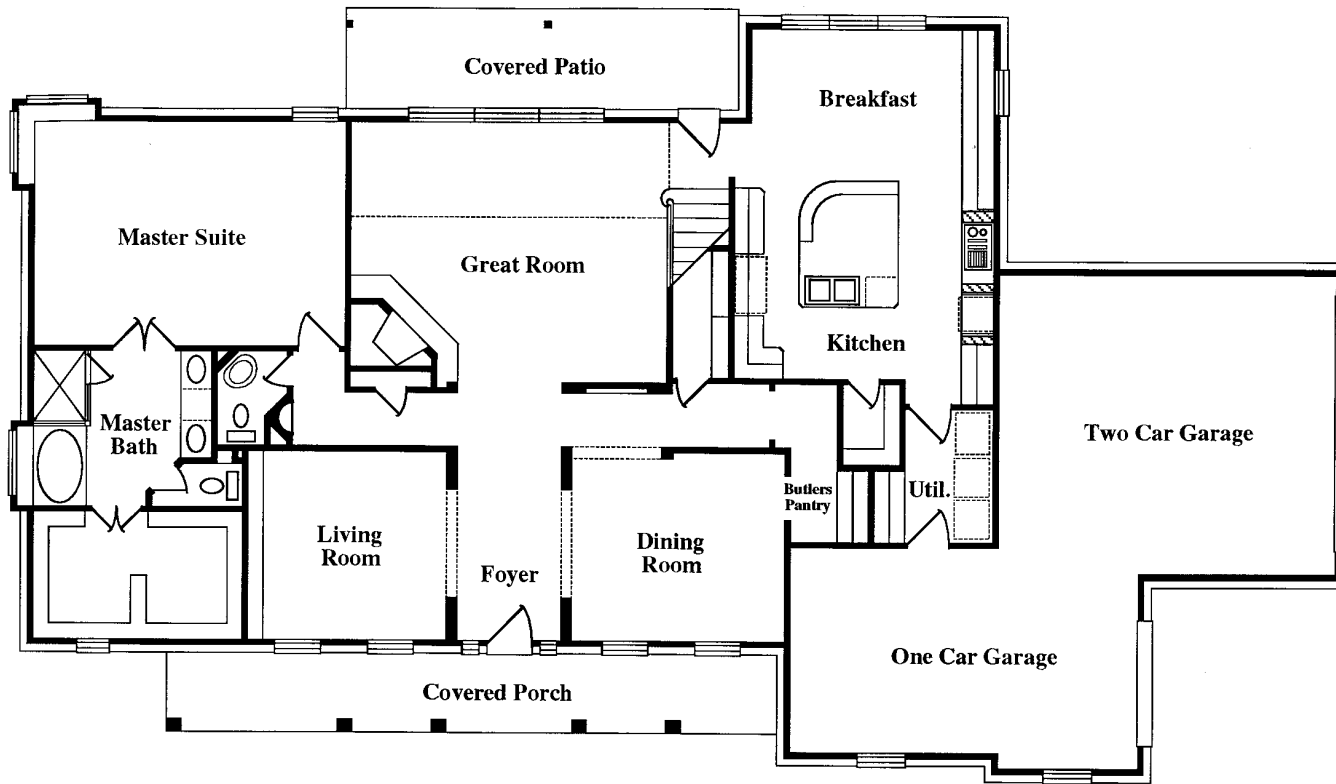 Covered Patio
Breakfast
Master Suite
Great Room
Kitchen
Master
Bath
Two Car Garage
Butlers
Pantry
Util.
Living
Room
Foyer
Dining
Room
One Car Garage
Covered Porch